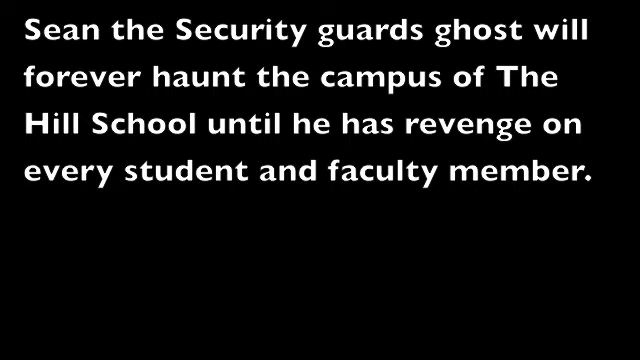 Sean the Security guards ghost will
forever haunt the campus of The
Hill School until he has revenge on
every student and faculty member.